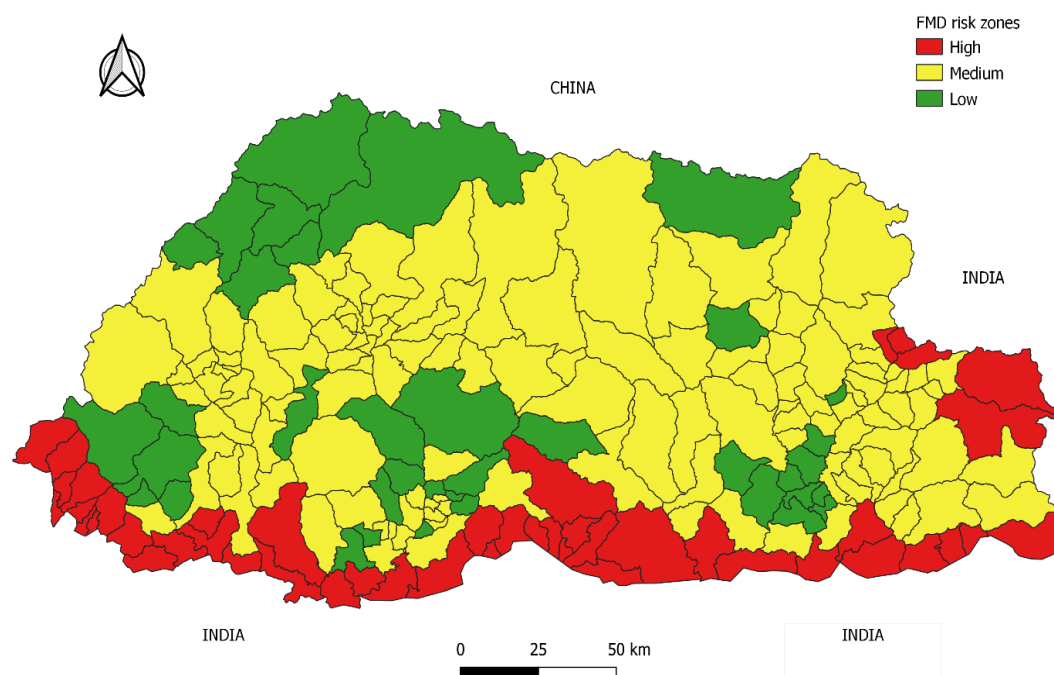 FMD risk zones
High
Medium
Low
CHINA
INDIA
INDIA
INDIA
0 25 50 km